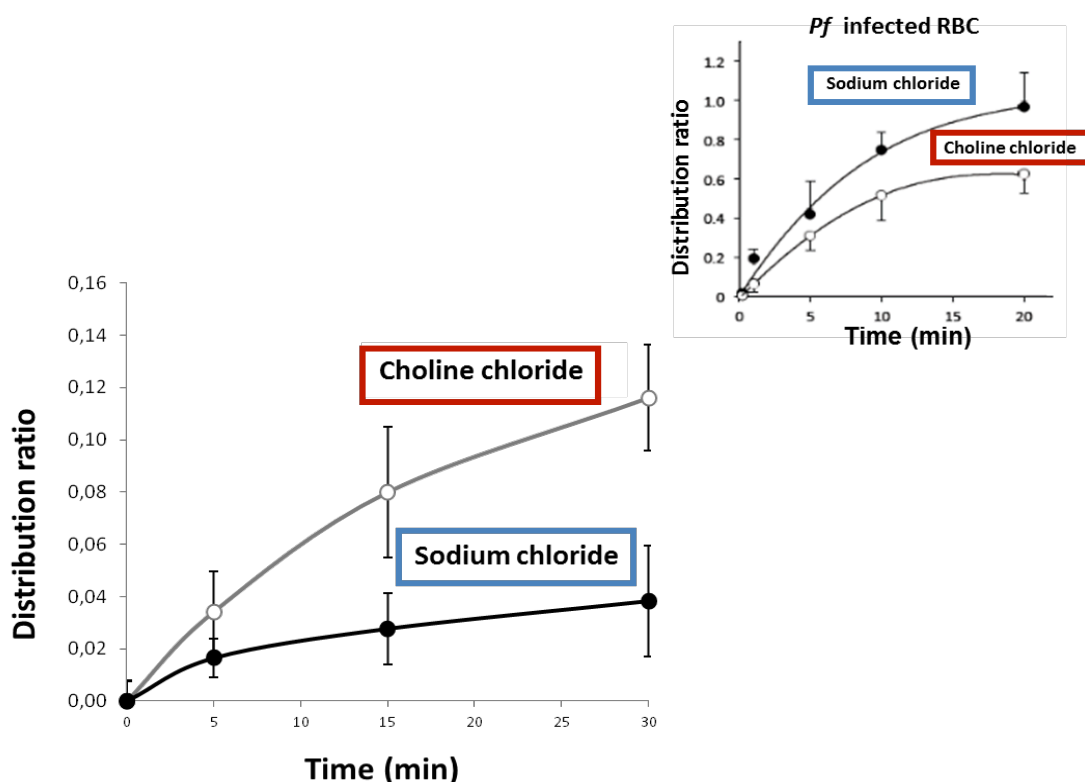 Pf infected RBC
1.2
1.0
0.8
0.6
0.4
0.2
0
Distribution ratio
Sodium chloride
Choline chloride
0 5 10 15 20
Time (min)
0,16
0,14
0,12
0,10
0,08
0,06
0,04
0,02
0,00
Distribution ratio
Choline chloride
Sodium chloride
0 5 10 15 20 25 30
Time (min)